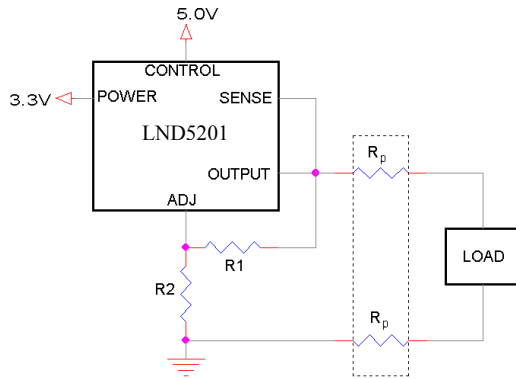 5.0V
CONTROL
3.3V
POWER
SENSE
LND5201
OUTPUT
ADJ
Rp
R1
LOAD
R2
Rp